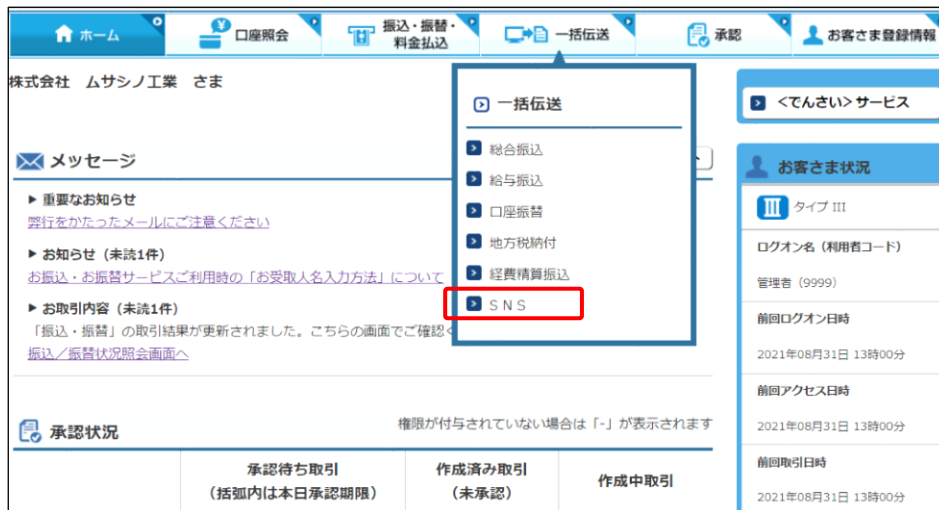 ホーム
口座照会
振込・振替・
料金払込
一括伝送
承認
お客さま登録情報
株式会社　ムサシノ工業　さま
一括伝送
総合振込
給与振込
口座振替
地方税納付
経費精算振込
ＳＮＳ
メッセージ
▶ 重要なお知らせ
弊行をかたったメールにご注意ください
▶ お知らせ（未読1件）
お振込・お振替サービスご利用時の「お受取人名入力方法」について
▶ お取引内容（未読1件）
「振込・振替」の取引結果が更新されました。こちらの画面でご確認く
振込／振替状況照会画面へ
承認状況
権限が付与されていない場合は「-」が表示されます
承認待ち取引
（括弧内は本日承認期限）
作成済み取引
（未承認）
作成中取引
＜でんさい＞サービス
お客さま状況
III タイプ III
ログオン名（利用者コード）
管理者（9999）
前回ログオン日時
2021年08月31日 13時00分
前回アクセス日時
2021年08月31日 13時00分
前回取引日時
2021年08月31日 13時00分